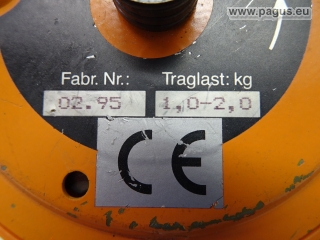 www.pagus.eu
Fabr. Nr.: Traglast: kg
02.95 1,0-2,0
CE